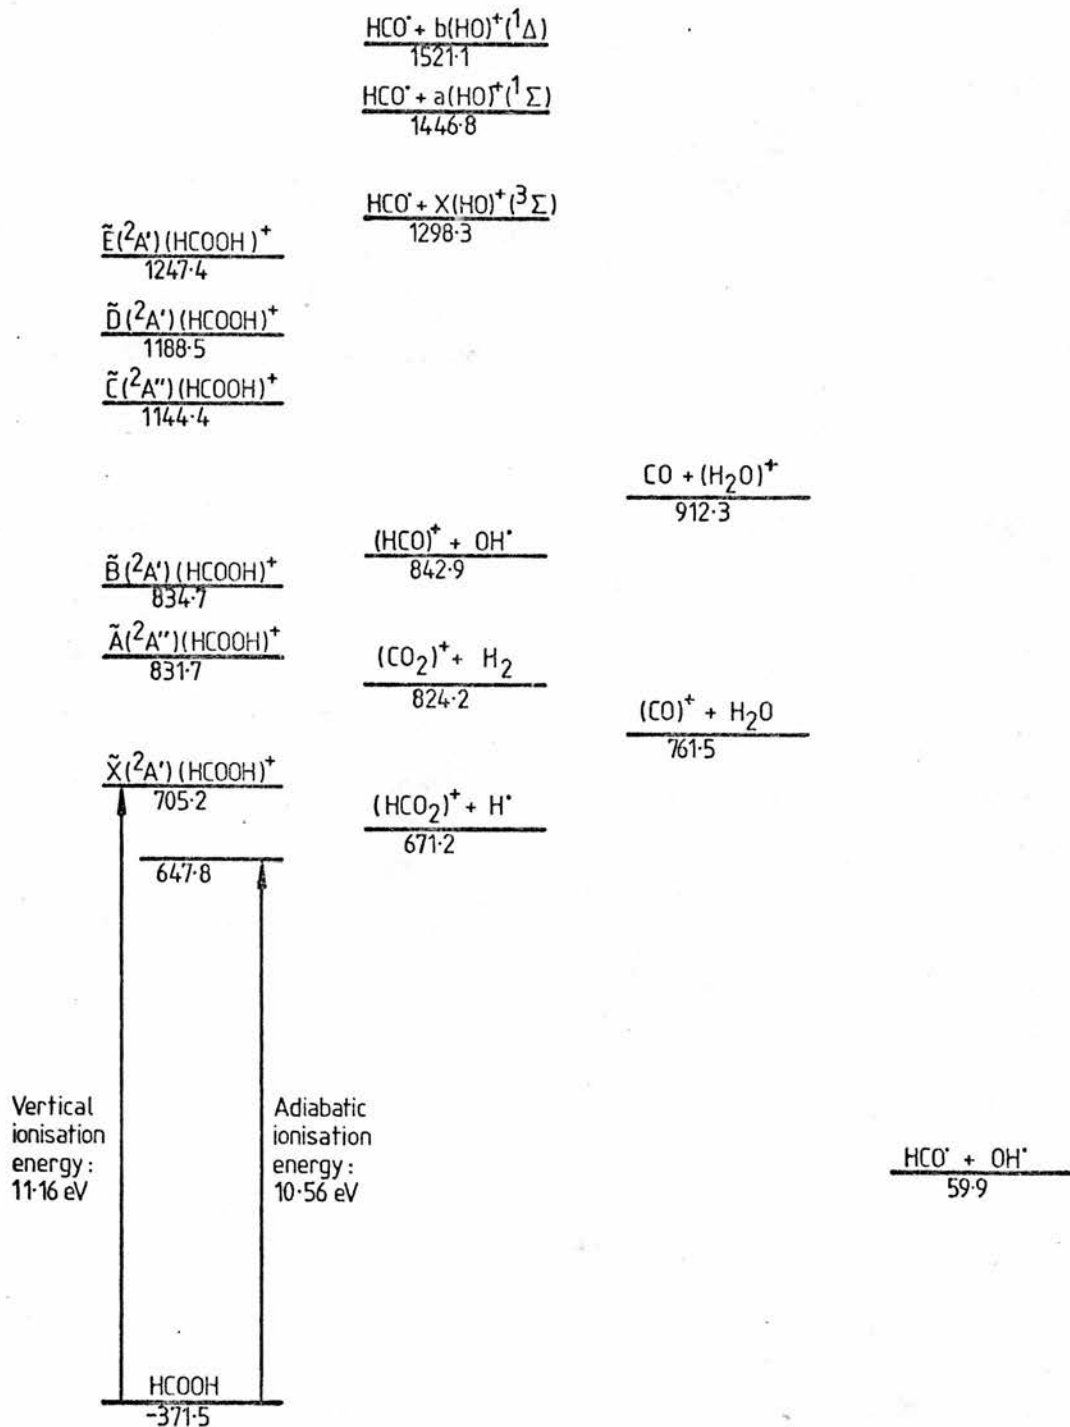 HCO· + b(HO)⁺(¹Δ)
1521·1
HCO· + a(HO)⁺(¹Σ)
1446·8
HCO· + X(HO)⁺(³Σ)
1298·3
Ẽ(²A')(HCOOH)⁺
1247·4
D̃(²A')(HCOOH)⁺
1188·5
C̃(²A'')(HCOOH)⁺
1144·4
CO + (H₂O)⁺
912·3
(HCO)⁺ + OH·
842·9
B̃(²A')(HCOOH)⁺
834·7
Ã(²A'')(HCOOH)⁺
831·7
(CO₂)⁺ + H₂
824·2
(CO)⁺ + H₂O
761·5
X̃(²A')(HCOOH)⁺
705·2
(HCO₂)⁺ + H·
671·2
647·8
Vertical
ionisation
energy:
11·16 eV
Adiabatic
ionisation
energy:
10·56 eV
HCO· + OH·
59·9
HCOOH
-371·5